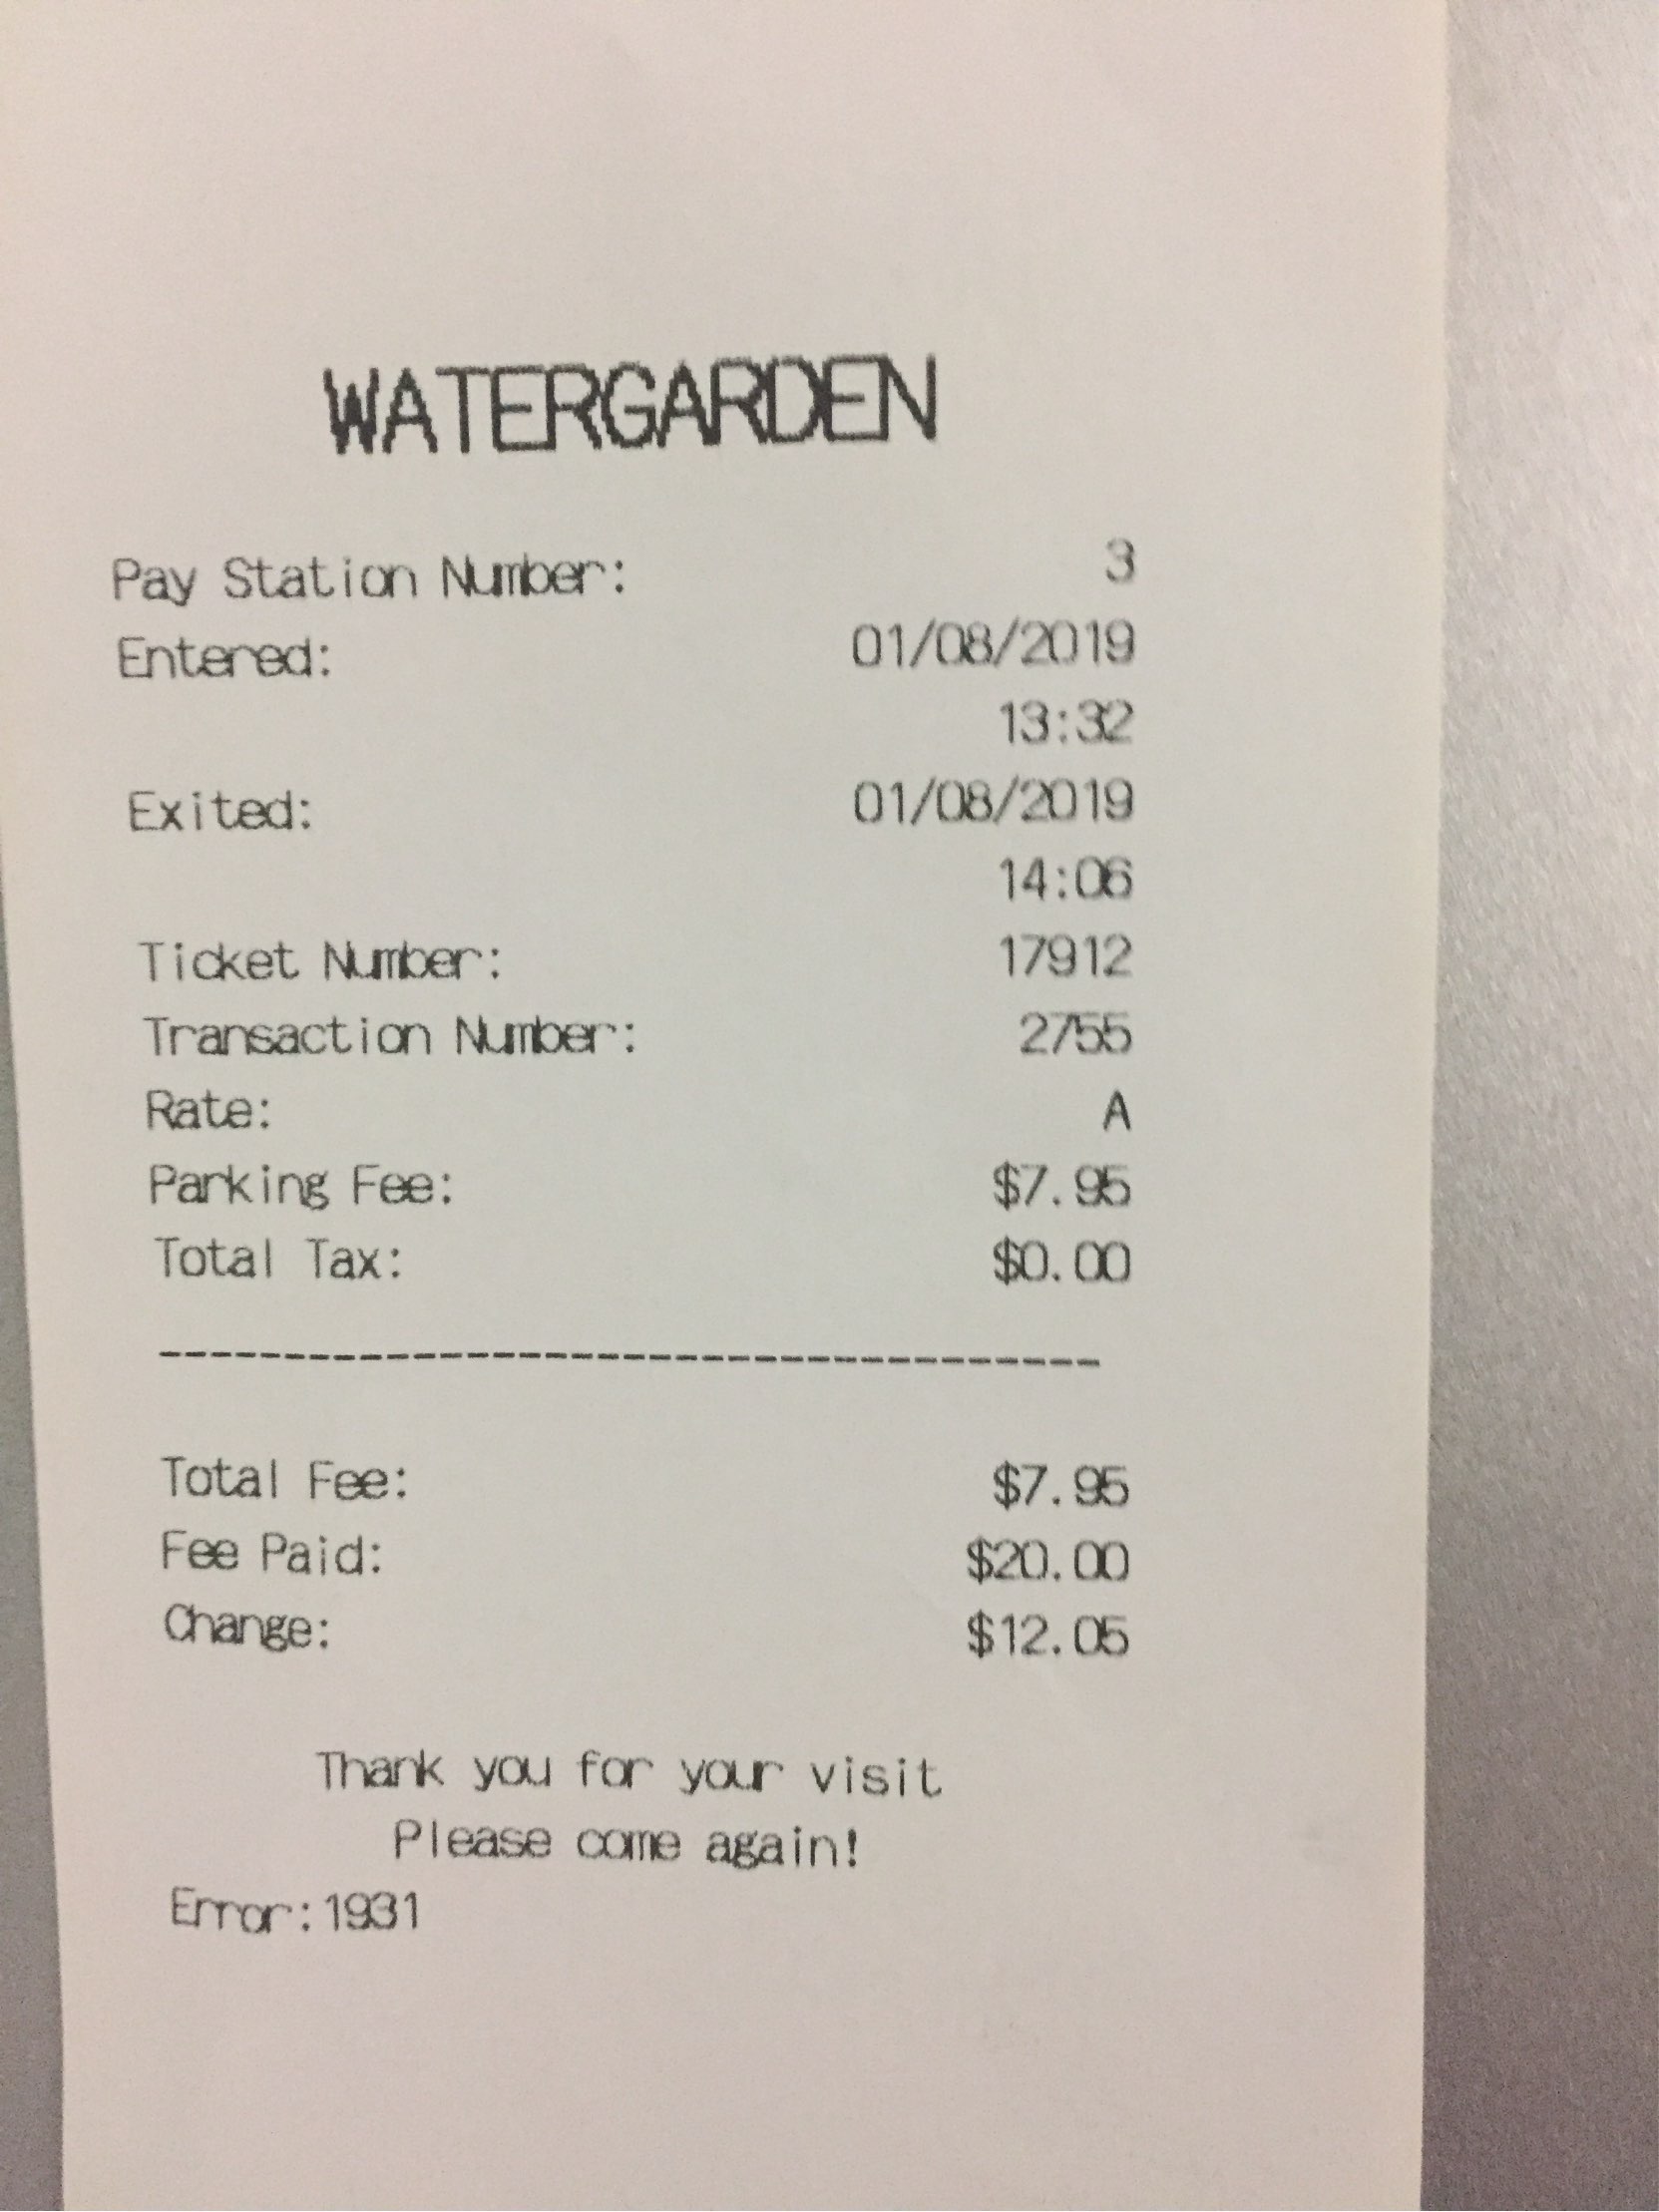 WATERGARDEN
Pay Station Number: 3
Entered: 01/08/2019
13:32
Exited: 01/08/2019
14:06
Ticket Number: 17912
Transaction Number: 2755
Rate: A
Parking Fee: $7.95
Total Tax: $0.00
-------------------------------------
Total Fee: $7.95
Fee Paid: $20.00
Change: $12.05
Thank you for your visit
Please come again!
Error:1931